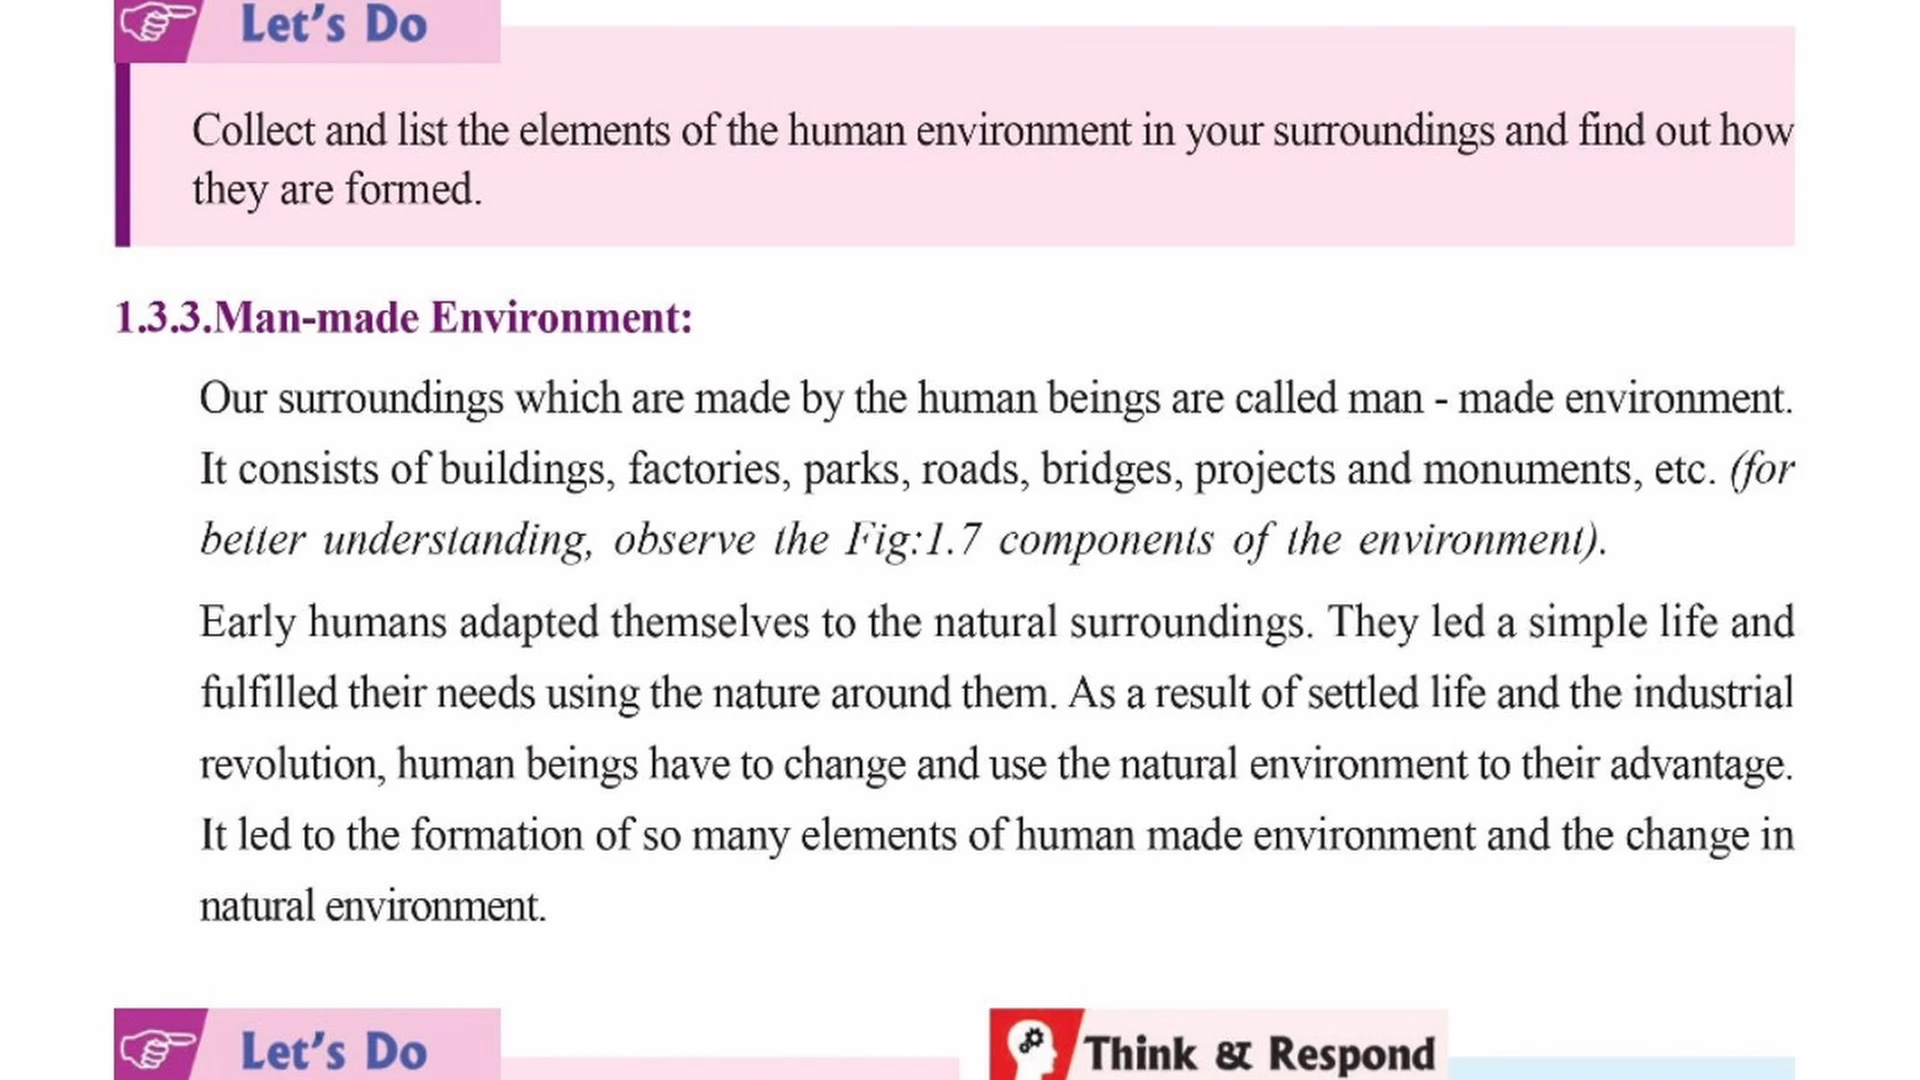 Let's Do
Collect and list the elements of the human environment in your surroundings and find out how
they are formed.
1.3.3.Man-made Environment:
Our surroundings which are made by the human beings are called man - made environment.
It consists of buildings, factories, parks, roads, bridges, projects and monuments, etc. (for
better understanding, observe the Fig:1.7 components of the environment).
Early humans adapted themselves to the natural surroundings. They led a simple life and
fulfilled their needs using the nature around them. As a result of settled life and the industrial
revolution, human beings have to change and use the natural environment to their advantage.
It led to the formation of so many elements of human made environment and the change in
natural environment.
Let's Do
Think & Respond